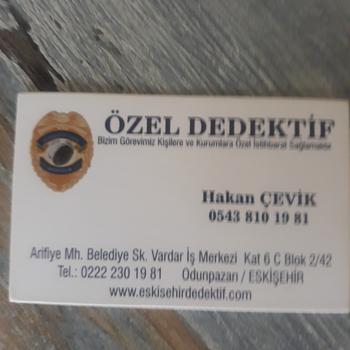 ÖZEL DEDEKTİF
Bizim Görevimiz Kişilere ve Kurumlara Özel İstihbarat Sağlamaktır
Hakan ÇEVİK
0543 810 19 81
Arifiye Mh. Belediye Sk. Vardar İş Merkezi Kat 6 C Blok 2/42
Tel.: 0222 230 19 81 Odunpazarı / ESKİŞEHİR
www.eskisehirdedektif.com